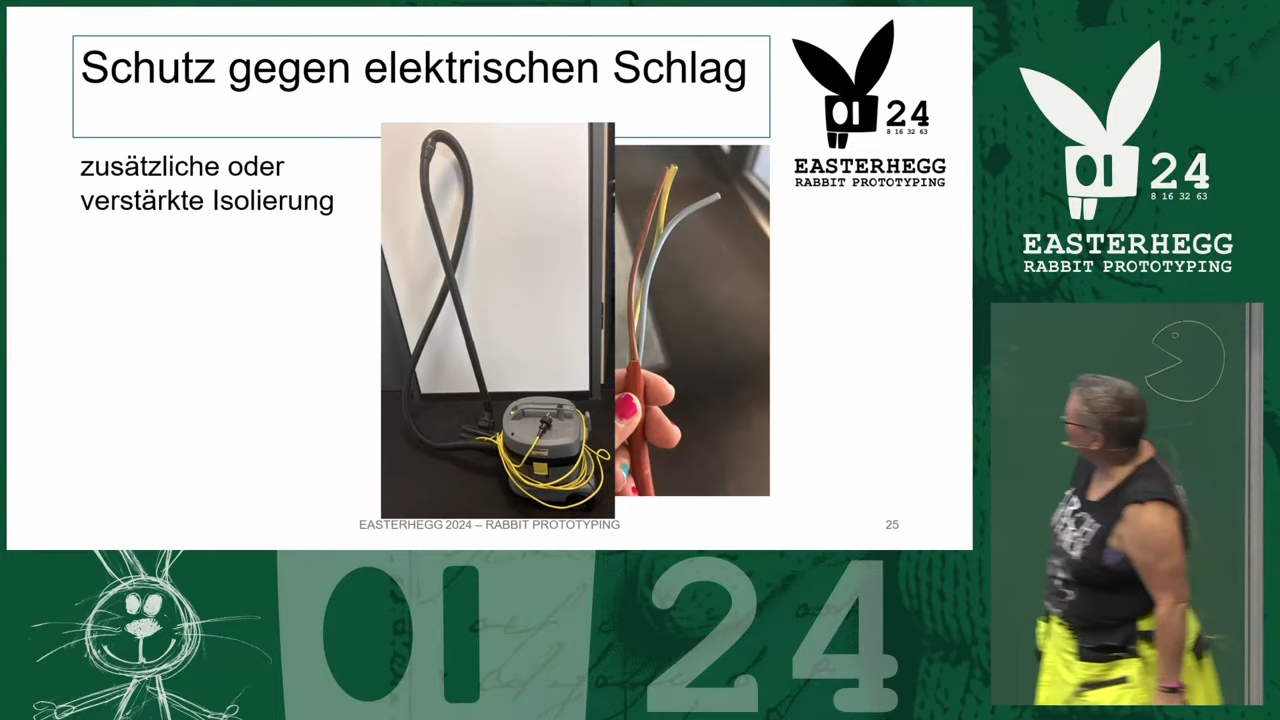 Schutz gegen elektrischen Schlag
zusätzliche oder
verstärkte Isolierung
24
8 16 32 63
EASTERHEGG
RABBIT PROTOTYPING
EASTERHEGG 2024 – RABBIT PROTOTYPING
25
24
8 16 32 63
EASTERHEGG
RABBIT PROTOTYPING
24